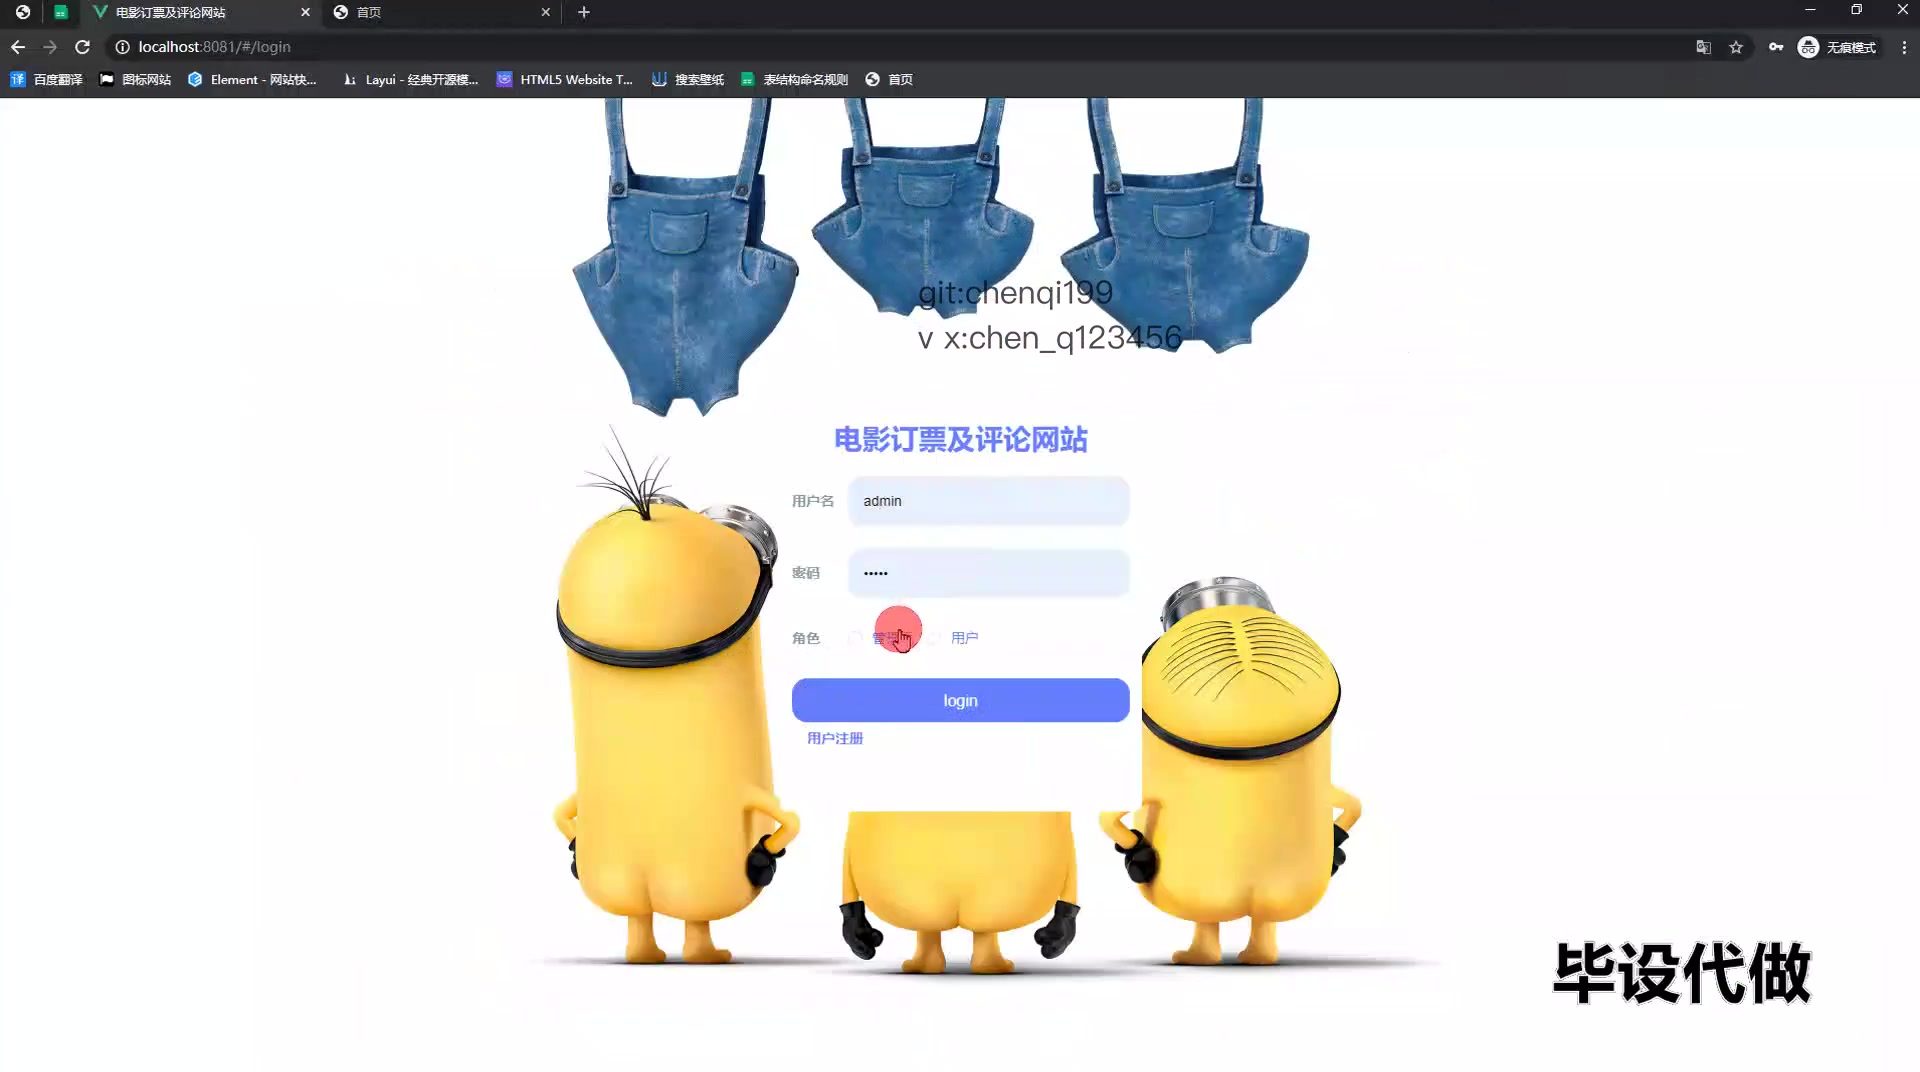 电影订票及评论网站
首页
localhost:8081/#/login
无痕模式
百度翻译
图标网站
Element - 网站快...
Layui - 经典开源模...
HTML5 Website T...
搜索壁纸
表结构命名规则
首页
git:chenqi199
v x:chen_q123456
电影订票及评论网站
用户名
admin
密码
•••••
角色
用户
login
用户注册
毕设代做